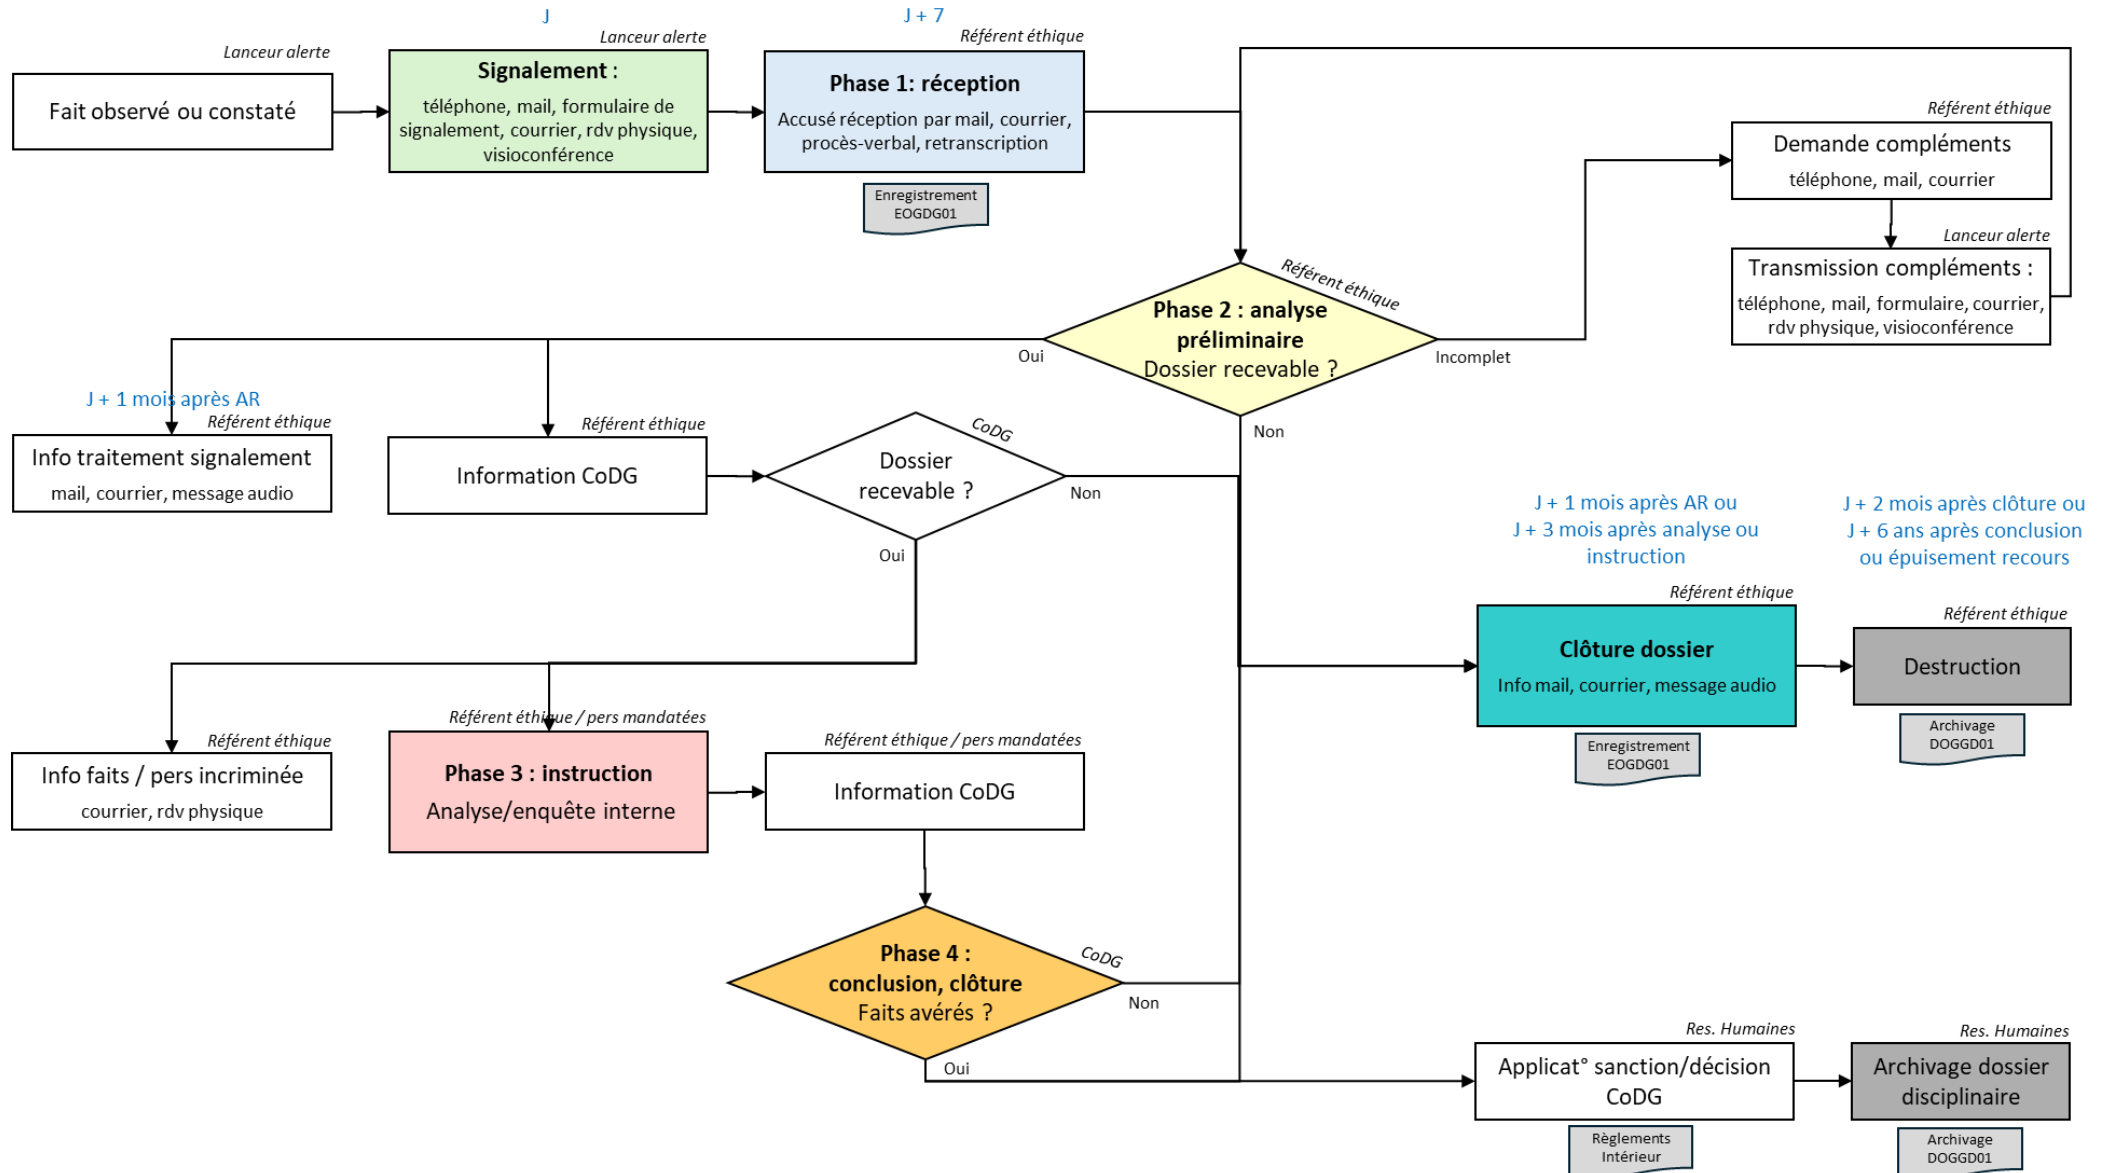 J
J + 7
Lanceur alerte
Fait observé ou constaté
Lanceur alerte
Signalement :
téléphone, mail, formulaire de
signalement, courrier, rdv physique,
visioconférence
Référent éthique
Phase 1: réception
Accusé réception par mail, courrier,
procès-verbal, retranscription
Enregistrement
EOGDG01
Référent éthique
Demande compléments
téléphone, mail, courrier
Lanceur alerte
Transmission compléments :
téléphone, mail, formulaire, courrier,
rdv physique, visioconférence
Référent éthique
Phase 2 : analyse
préliminaire
Dossier recevable ?
Oui
Incomplet
Non
J + 1 mois après AR
Référent éthique
Info traitement signalement
mail, courrier, message audio
Référent éthique
Information CoDG
CoDG
Dossier
recevable ?
Non
Oui
J + 1 mois après AR ou
J + 3 mois après analyse ou
instruction
Référent éthique
Clôture dossier
Info mail, courrier, message audio
Enregistrement
EOGDG01
J + 2 mois après clôture ou
J + 6 ans après conclusion
ou épuisement recours
Référent éthique
Destruction
Archivage
DOGGD01
Référent éthique
Info faits / pers incriminée
courrier, rdv physique
Référent éthique / pers mandatées
Phase 3 : instruction
Analyse/enquête interne
Référent éthique / pers mandatées
Information CoDG
CoDG
Phase 4 :
conclusion, clôture
Faits avérés ?
Non
Oui
Res. Humaines
Applicat° sanction/décision
CoDG
Règlements
Intérieur
Res. Humaines
Archivage dossier
disciplinaire
Archivage
DOGGD01